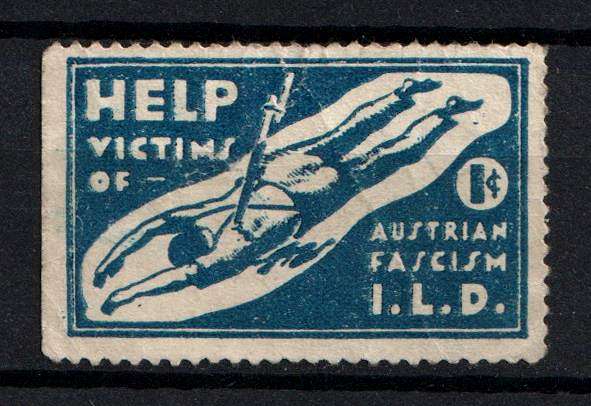 HELP
VICTIMS
OF –
1¢
AUSTRIAN
FASCISM
I.L.D.